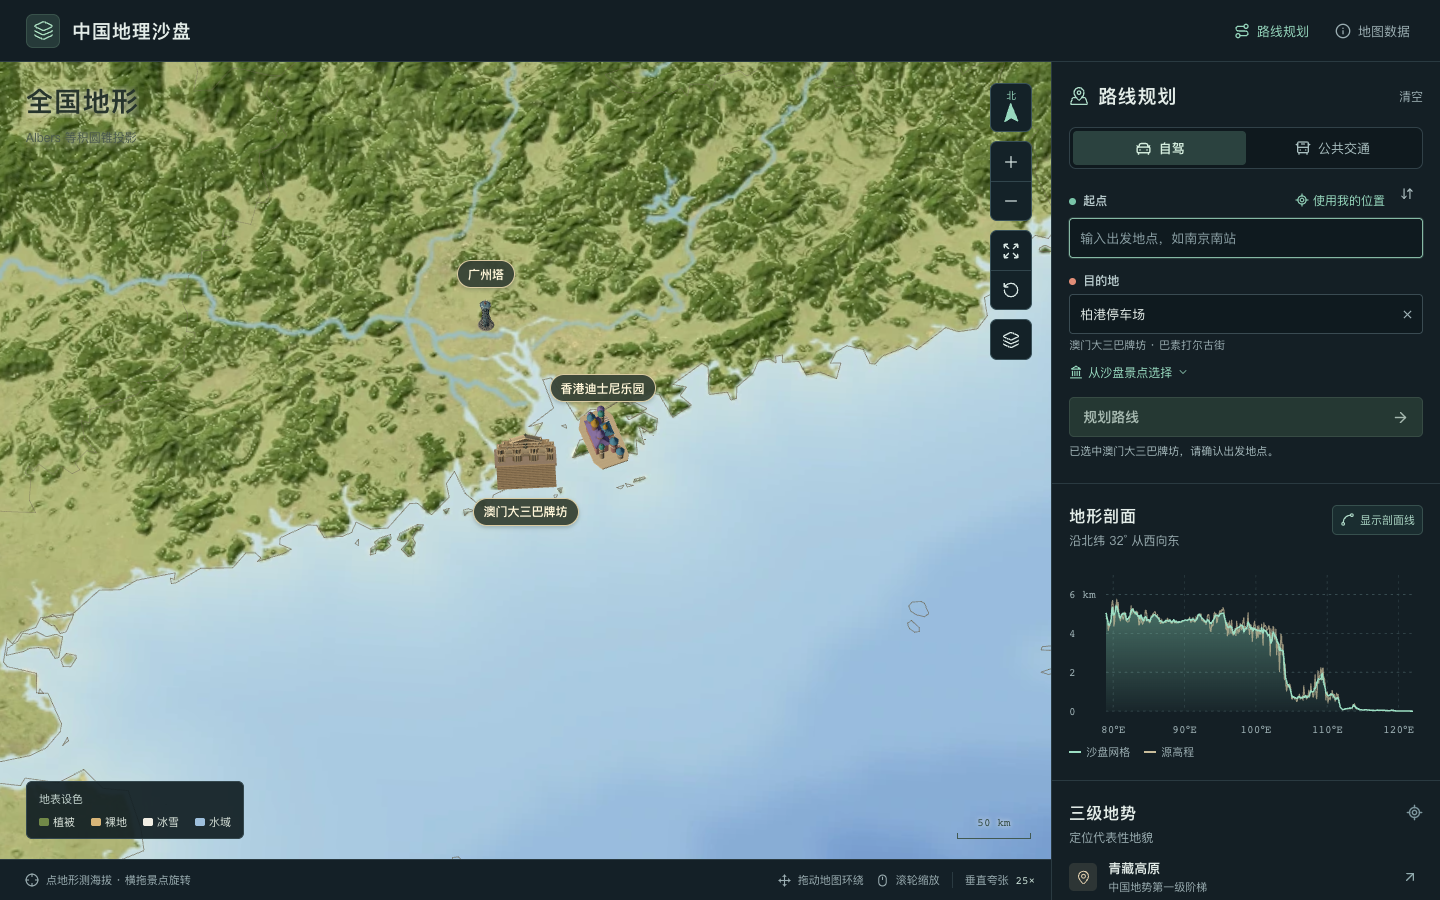 中国地理沙盘
路线规划
地图数据
全国地形
Albers 等积圆锥投影
北
广州塔
香港迪士尼乐园
澳门大三巴牌坊
地表设色
植被 裸地 冰雪 水域
50 km
点地形测海拔 · 横拖景点旋转
拖动地图环绕
滚轮缩放
垂直夸张 25×
路线规划
清空
自驾
公共交通
起点
使用我的位置
输入出发地点，如南京南站
目的地
柏港停车场
澳门大三巴牌坊 · 巴素打尔古街
从沙盘景点选择
规划路线
已选中澳门大三巴牌坊，请确认出发地点。
地形剖面
显示剖面线
沿北纬 32° 从西向东
6 km
4
2
0
80°E 90°E 100°E 110°E 120°E
沙盘网格 源高程
三级地势
定位代表性地貌
青藏高原
中国地势第一级阶梯